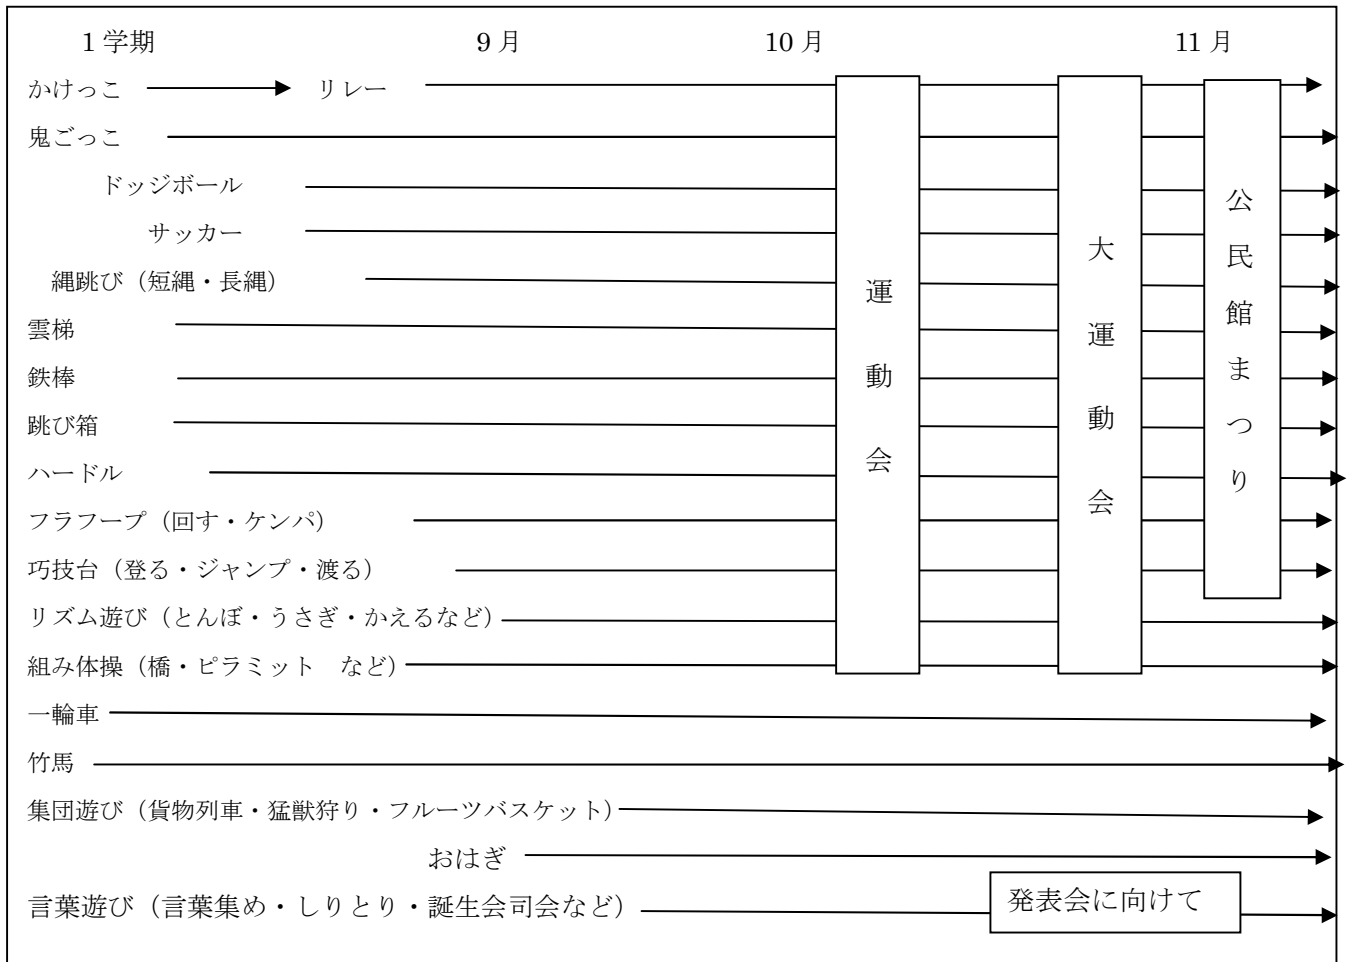 1 学期 9 月 10 月 11 月
かけっこ リレー
鬼ごっこ
ドッジボール
サッカー
縄跳び（短縄・長縄）
雲梯
鉄棒
跳び箱
ハードル
フラフープ（回す・ケンパ）
巧技台（登る・ジャンプ・渡る）
リズム遊び（とんぼ・うさぎ・かえるなど）
組み体操（橋・ピラミット　など）
一輪車
竹馬
集団遊び（貨物列車・猛獣狩り・フルーツバスケット）
おはぎ
言葉遊び（言葉集め・しりとり・誕生会司会など）
運動会
大運動会
公民館まつり
発表会に向けて